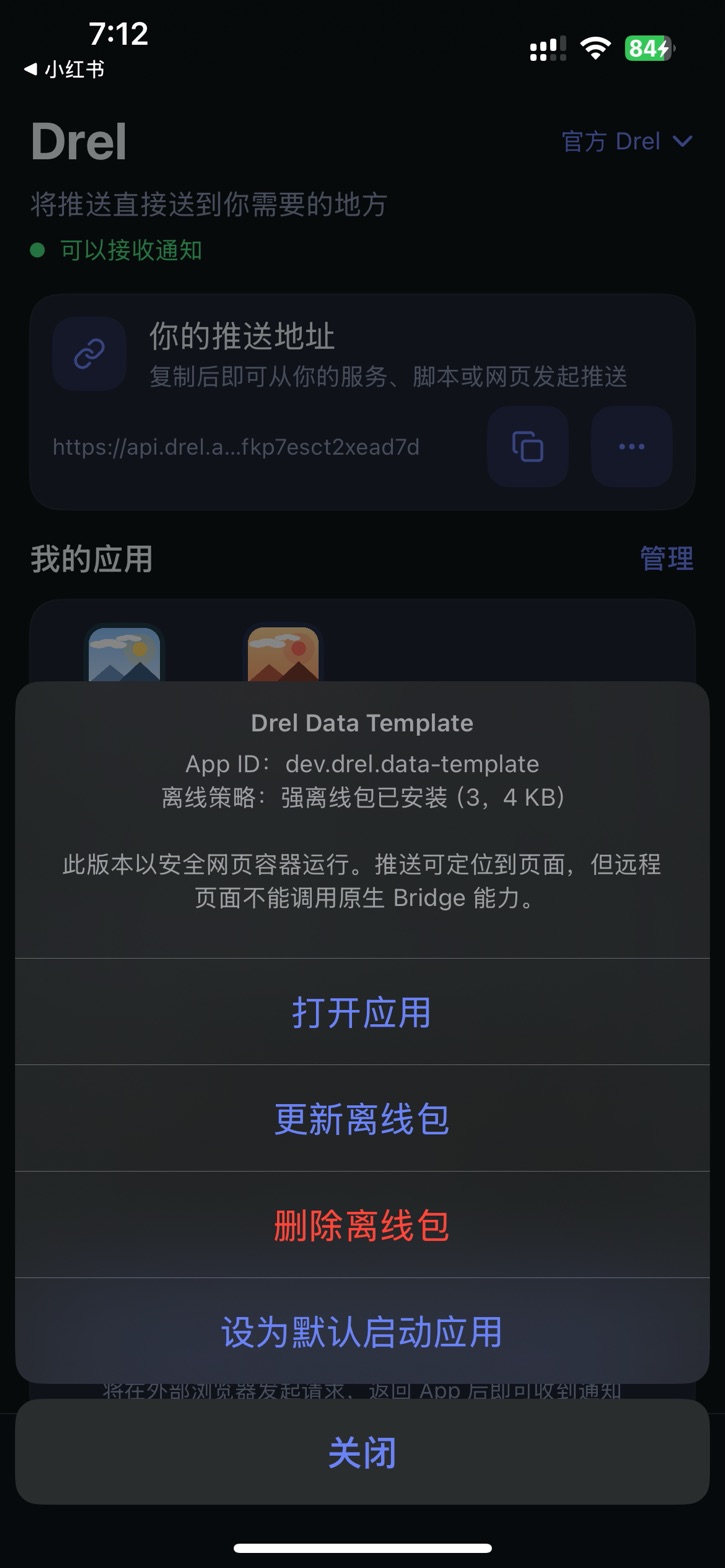 7:12
84
◀ 小红书
Drel
官方 Drel
将推送直接送到你需要的地方
可以接收通知
你的推送地址
复制后即可从你的服务、脚本或网页发起推送
https://api.drel.a...fkp7esct2xead7d
我的应用
管理
Drel Data Template
App ID：dev.drel.data-template
离线策略：强离线包已安装 (3，4 KB)
此版本以安全网页容器运行。推送可定位到页面，但远程
页面不能调用原生 Bridge 能力。
打开应用
更新离线包
删除离线包
设为默认启动应用
将在外部浏览器发起请求，返回 App 后即可收到通知
关闭